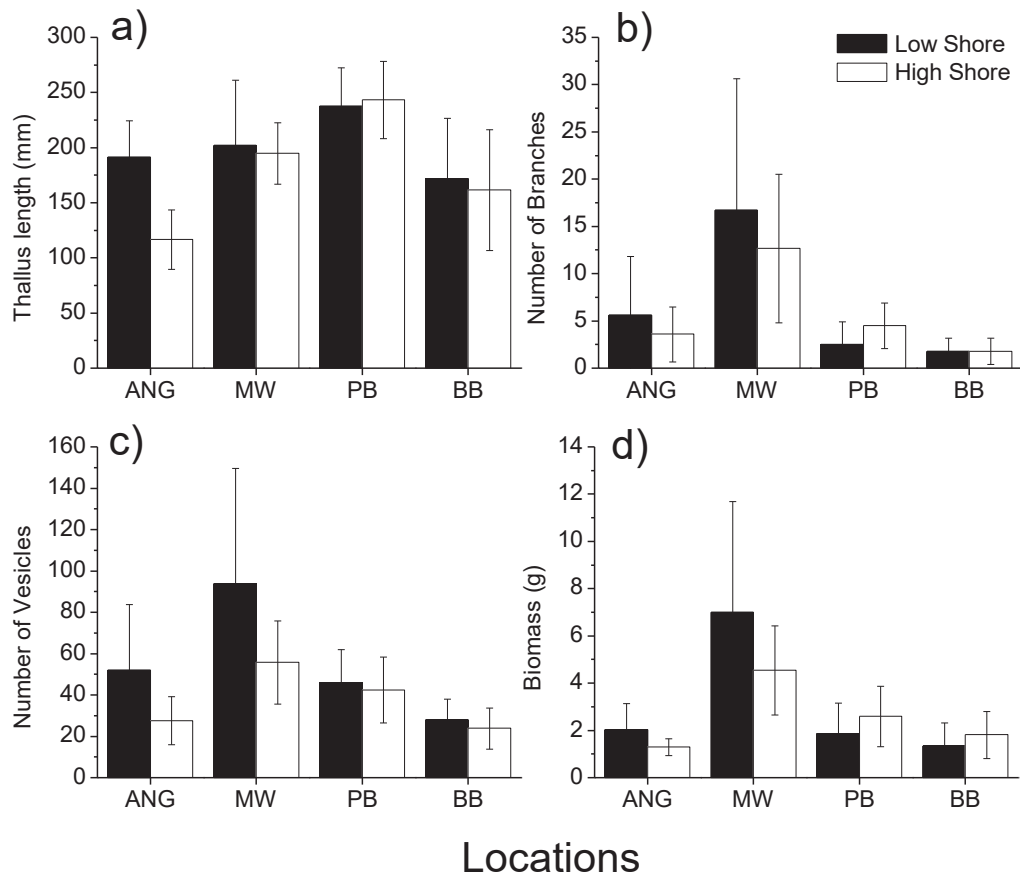 a)
Thallus length (mm)
300
250
200
150
100
50
0
ANG MW PB BB
b)
Low Shore
High Shore
Number of Branches
35
30
25
20
15
10
5
0
ANG MW PB BB
c)
Number of Vesicles
160
140
120
100
80
60
40
20
0
ANG MW PB BB
d)
Biomass (g)
14
12
10
8
6
4
2
0
ANG MW PB BB
Locations